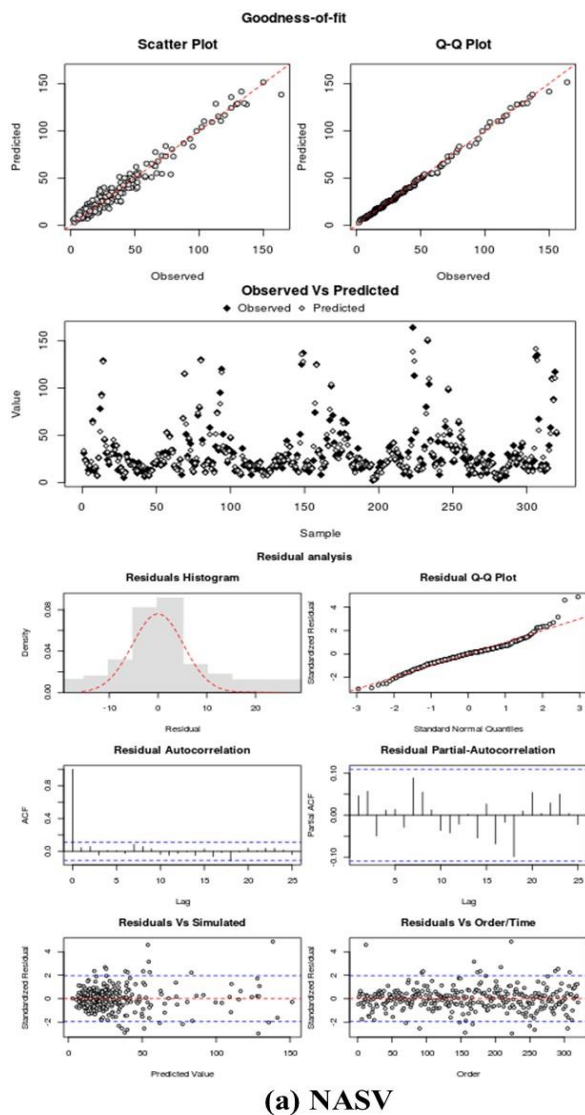 Goodness-of-fit
Scatter Plot
Q-Q Plot
Predicted
0 50 100 150
Observed
0 50 100 150
Predicted
0 50 100 150
Observed
0 50 100 150
Observed Vs Predicted
Observed Predicted
Value
0 50 100 150
Sample
0 50 100 150 200 250 300
Residual analysis
Residuals Histogram
Residual Q-Q Plot
Density
0.00 0.04 0.08
Residual
-10 0 10 20
Standardized Residual
-2 0 2 4
Standard Normal Quantiles
-3 -2 -1 0 1 2 3
Residual Autocorrelation
Residual Partial-Autocorrelation
ACF
0.0 0.4 0.8
Lag
0 5 10 15 20 25
Partial ACF
-0.10 0.00 0.10
Lag
5 10 15 20 25
Residuals Vs Simulated
Residuals Vs Order/Time
Standardized Residual
-2 0 2 4
Predicted Value
0 50 100 150
Standardized Residual
-2 0 2 4
Order
0 50 100 150 200 250 300
(a) NASV